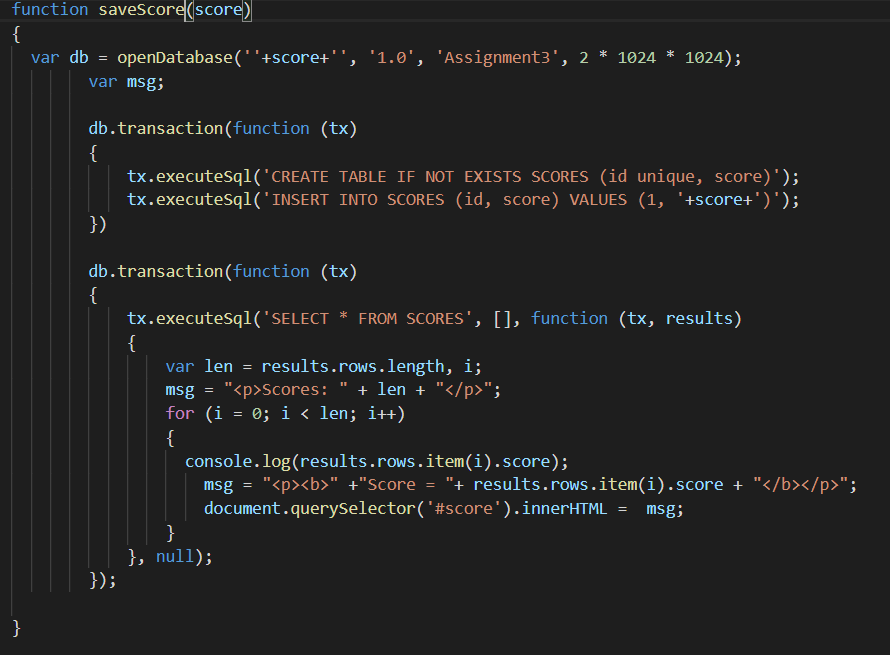 function saveScore(score)
{
var db = openDatabase(''+score+'', '1.0', 'Assignment3', 2 * 1024 * 1024);
var msg;
db.transaction(function (tx)
{
tx.executeSql('CREATE TABLE IF NOT EXISTS SCORES (id unique, score)');
tx.executeSql('INSERT INTO SCORES (id, score) VALUES (1, '+score+')');
})
db.transaction(function (tx)
{
tx.executeSql('SELECT * FROM SCORES', [], function (tx, results)
{
var len = results.rows.length, i;
msg = "<p>Scores: " + len + "</p>";
for (i = 0; i < len; i++)
{
console.log(results.rows.item(i).score);
msg = "<p><b>" +"Score = "+ results.rows.item(i).score + "</b></p>";
document.querySelector('#score').innerHTML =  msg;
}
}, null);
});
}